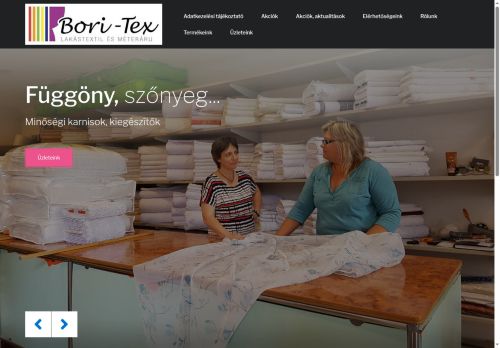 Bori-Tex
LAKÁSTEXTIL ÉS MÉTERÁRU
Adatkezelési tájékoztató Akciók Akciók, aktualitások Elérhetőségeink Rólunk
Termékeink Üzleteink
Függöny, szőnyeg...
Minőségi karnisok, kiegészítők
Üzleteink